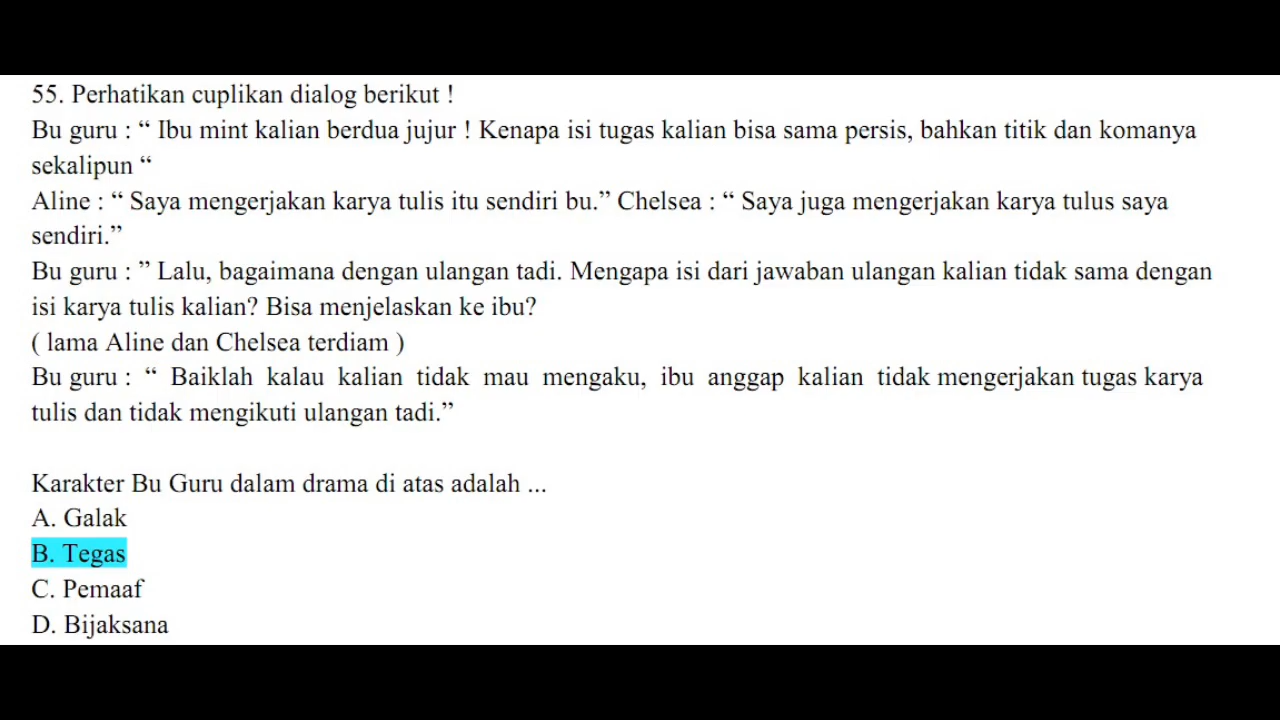 55. Perhatikan cuplikan dialog berikut !
Bu guru : “ Ibu mint kalian berdua jujur ! Kenapa isi tugas kalian bisa sama persis, bahkan titik dan komanya
sekalipun “
Aline : “ Saya mengerjakan karya tulis itu sendiri bu.” Chelsea : “ Saya juga mengerjakan karya tulus saya
sendiri.”
Bu guru : ” Lalu, bagaimana dengan ulangan tadi. Mengapa isi dari jawaban ulangan kalian tidak sama dengan
isi karya tulis kalian? Bisa menjelaskan ke ibu?
( lama Aline dan Chelsea terdiam )
Bu guru : “ Baiklah kalau kalian tidak mau mengaku, ibu anggap kalian tidak mengerjakan tugas karya
tulis dan tidak mengikuti ulangan tadi.”
Karakter Bu Guru dalam drama di atas adalah ...
A. Galak
B. Tegas
C. Pemaaf
D. Bijaksana